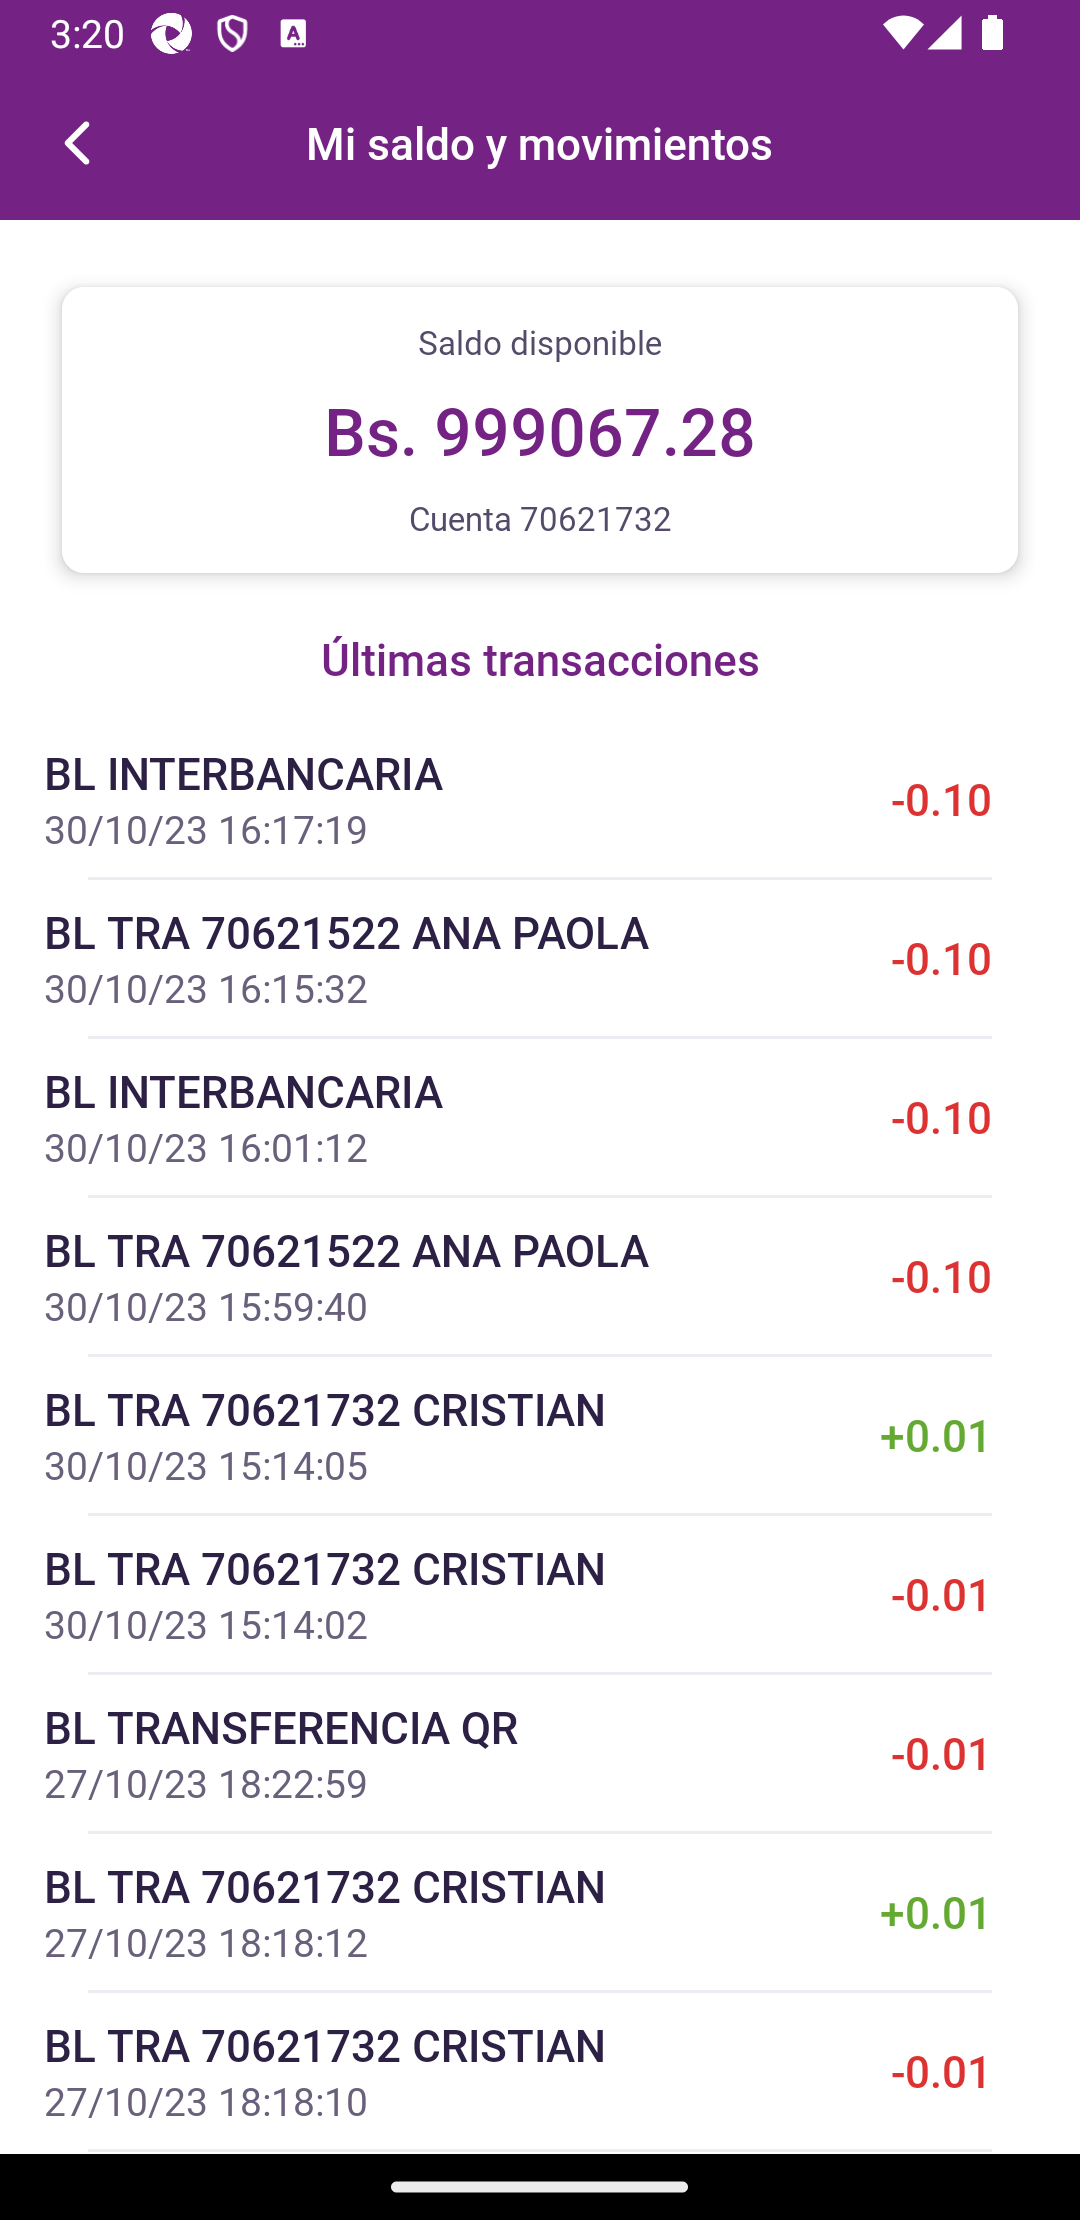 3:20
Mi saldo y movimientos
Saldo disponible
Bs. 999067.28
Cuenta 70621732
Últimas transacciones
BL INTERBANCARIA
-0.10
30/10/23 16:17:19
BL TRA 70621522 ANA PAOLA
-0.10
30/10/23 16:15:32
BL INTERBANCARIA
-0.10
30/10/23 16:01:12
BL TRA 70621522 ANA PAOLA
-0.10
30/10/23 15:59:40
BL TRA 70621732 CRISTIAN
+0.01
30/10/23 15:14:05
BL TRA 70621732 CRISTIAN
-0.01
30/10/23 15:14:02
BL TRANSFERENCIA QR
-0.01
27/10/23 18:22:59
BL TRA 70621732 CRISTIAN
+0.01
27/10/23 18:18:12
BL TRA 70621732 CRISTIAN
-0.01
27/10/23 18:18:10